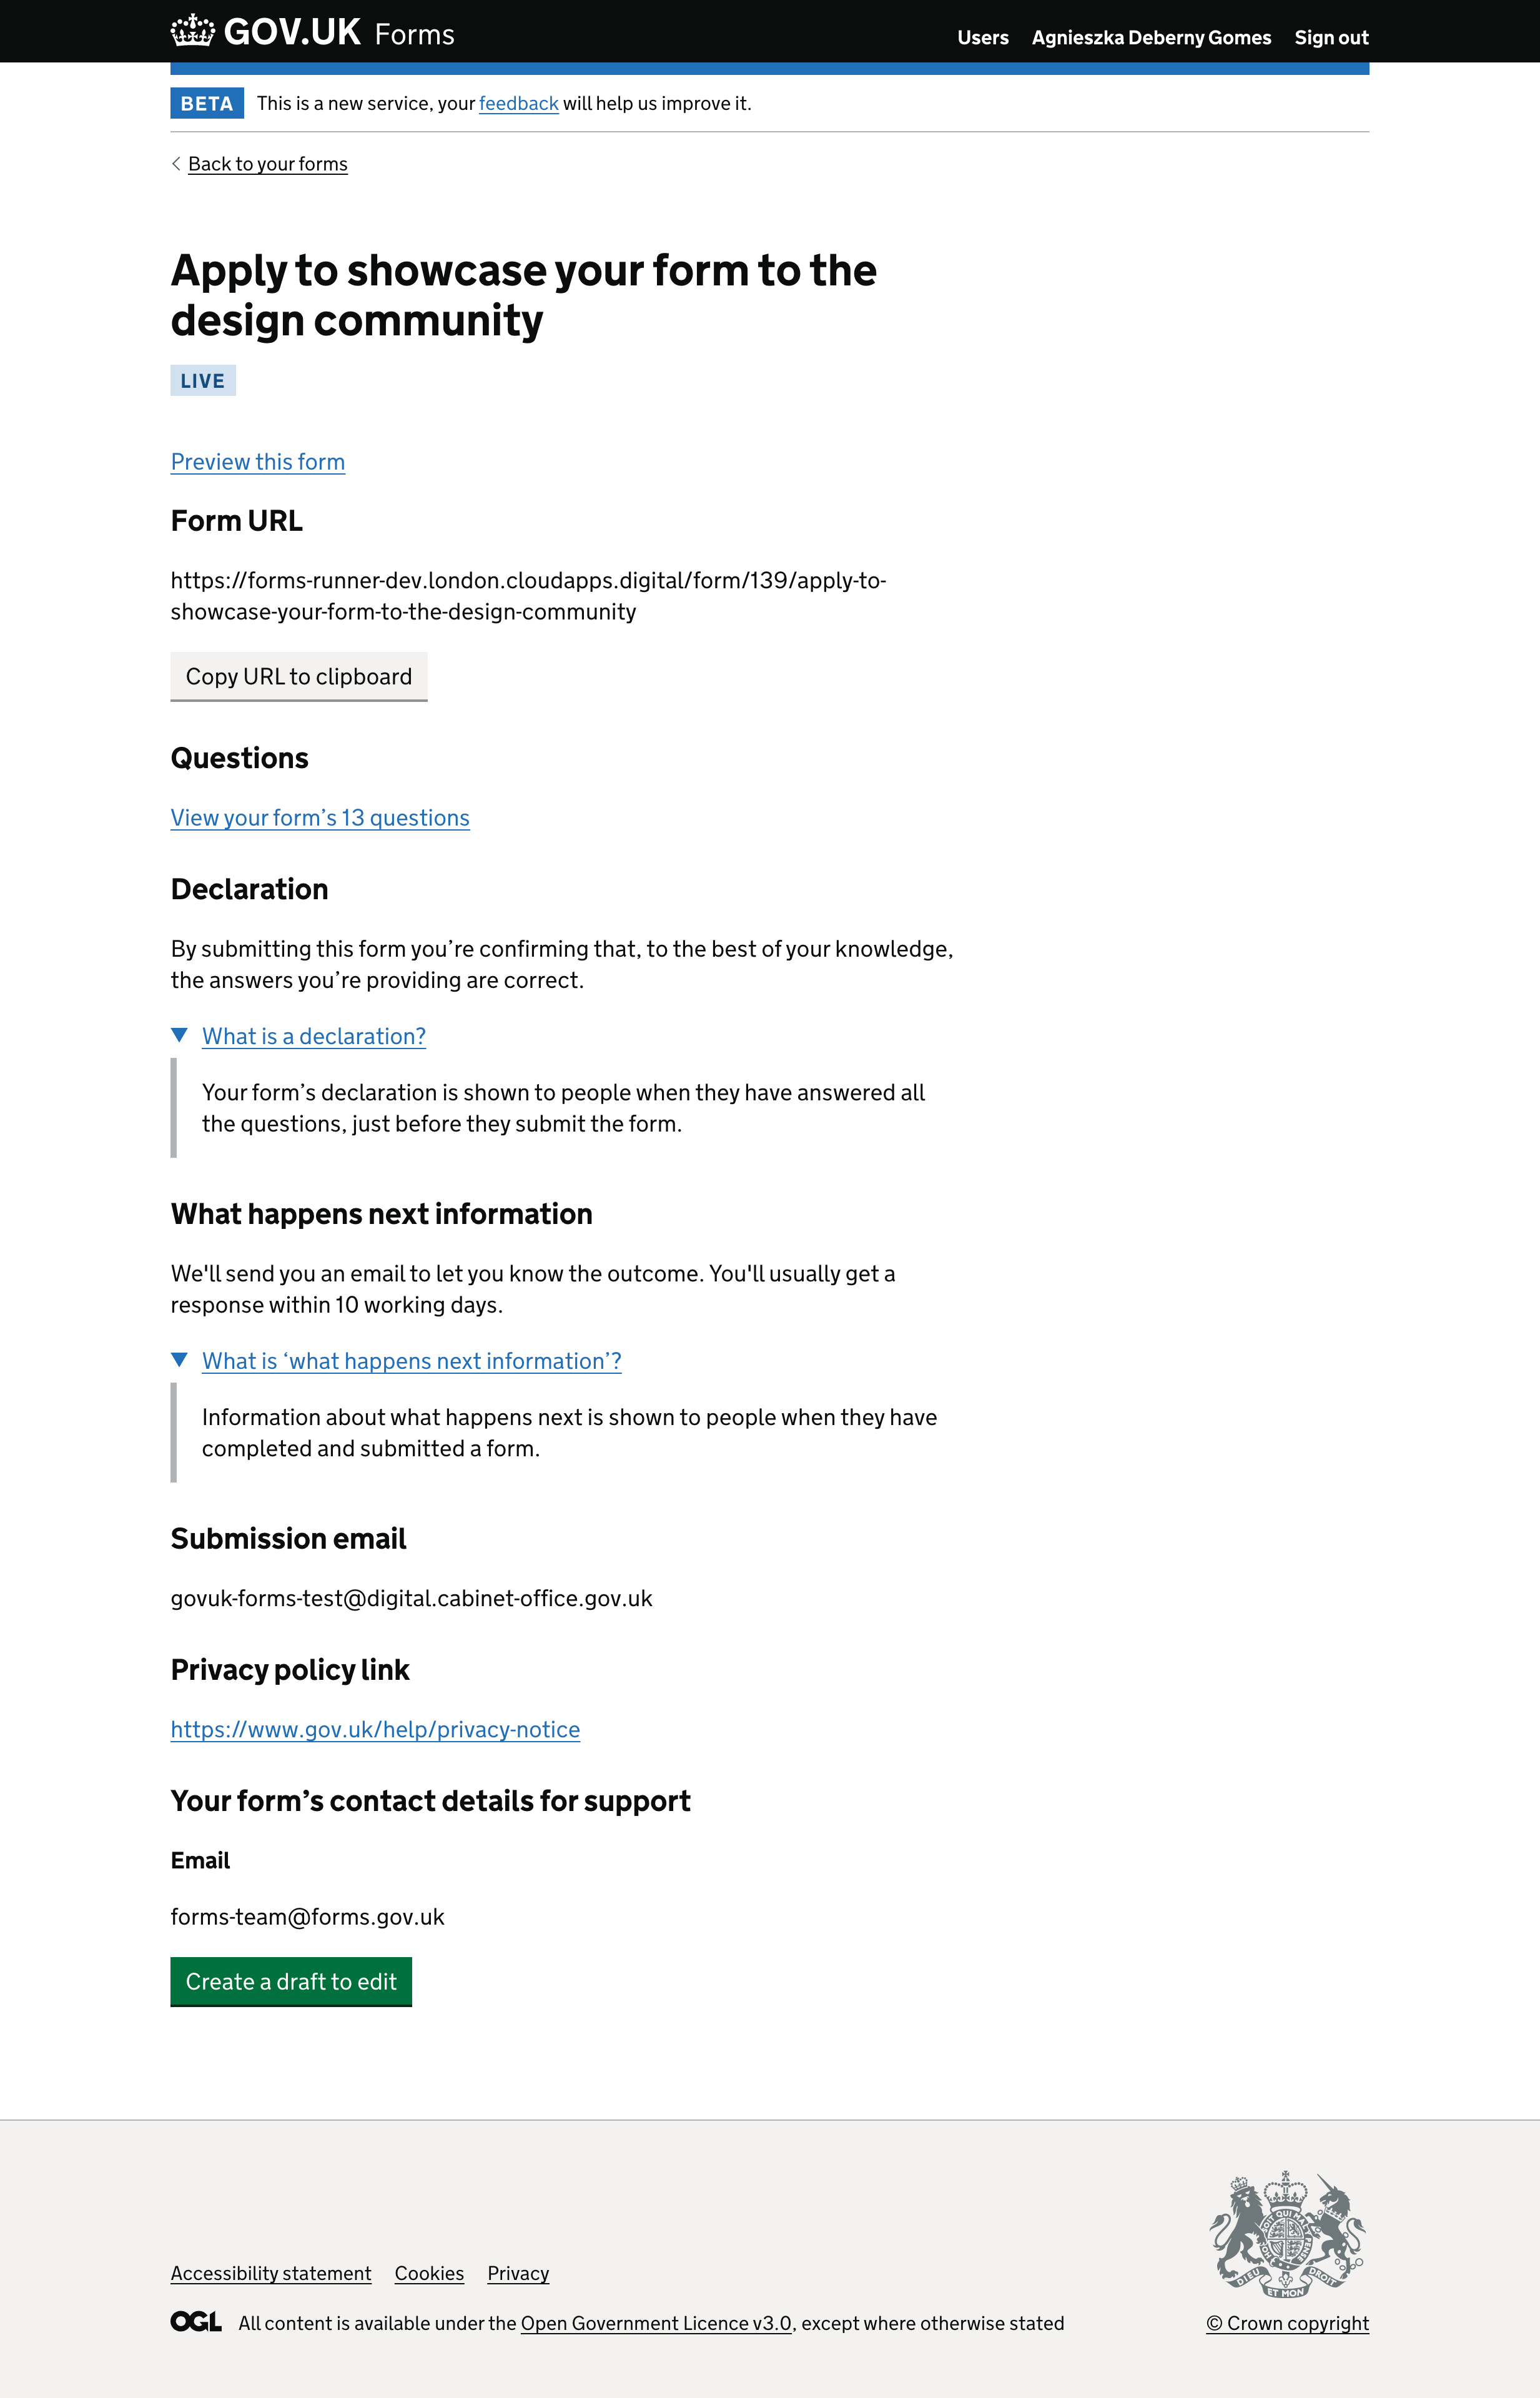 GOV.UK Forms
Users Agnieszka Deberny Gomes Sign out
BETA This is a new service, your feedback will help us improve it.
Back to your forms
Apply to showcase your form to the
design community
LIVE
Preview this form
Form URL
https://forms-runner-dev.london.cloudapps.digital/form/139/apply-to-
showcase-your-form-to-the-design-community
Copy URL to clipboard
Questions
View your form’s 13 questions
Declaration
By submitting this form you’re confirming that, to the best of your knowledge,
the answers you’re providing are correct.
What is a declaration?
Your form’s declaration is shown to people when they have answered all
the questions, just before they submit the form.
What happens next information
We'll send you an email to let you know the outcome. You'll usually get a
response within 10 working days.
What is ‘what happens next information’?
Information about what happens next is shown to people when they have
completed and submitted a form.
Submission email
govuk-forms-test@digital.cabinet-office.gov.uk
Privacy policy link
https://www.gov.uk/help/privacy-notice
Your form’s contact details for support
Email
forms-team@forms.gov.uk
Create a draft to edit
Accessibility statement Cookies Privacy
OGL All content is available under the Open Government Licence v3.0, except where otherwise stated
DIEU ET MON DROIT
© Crown copyright